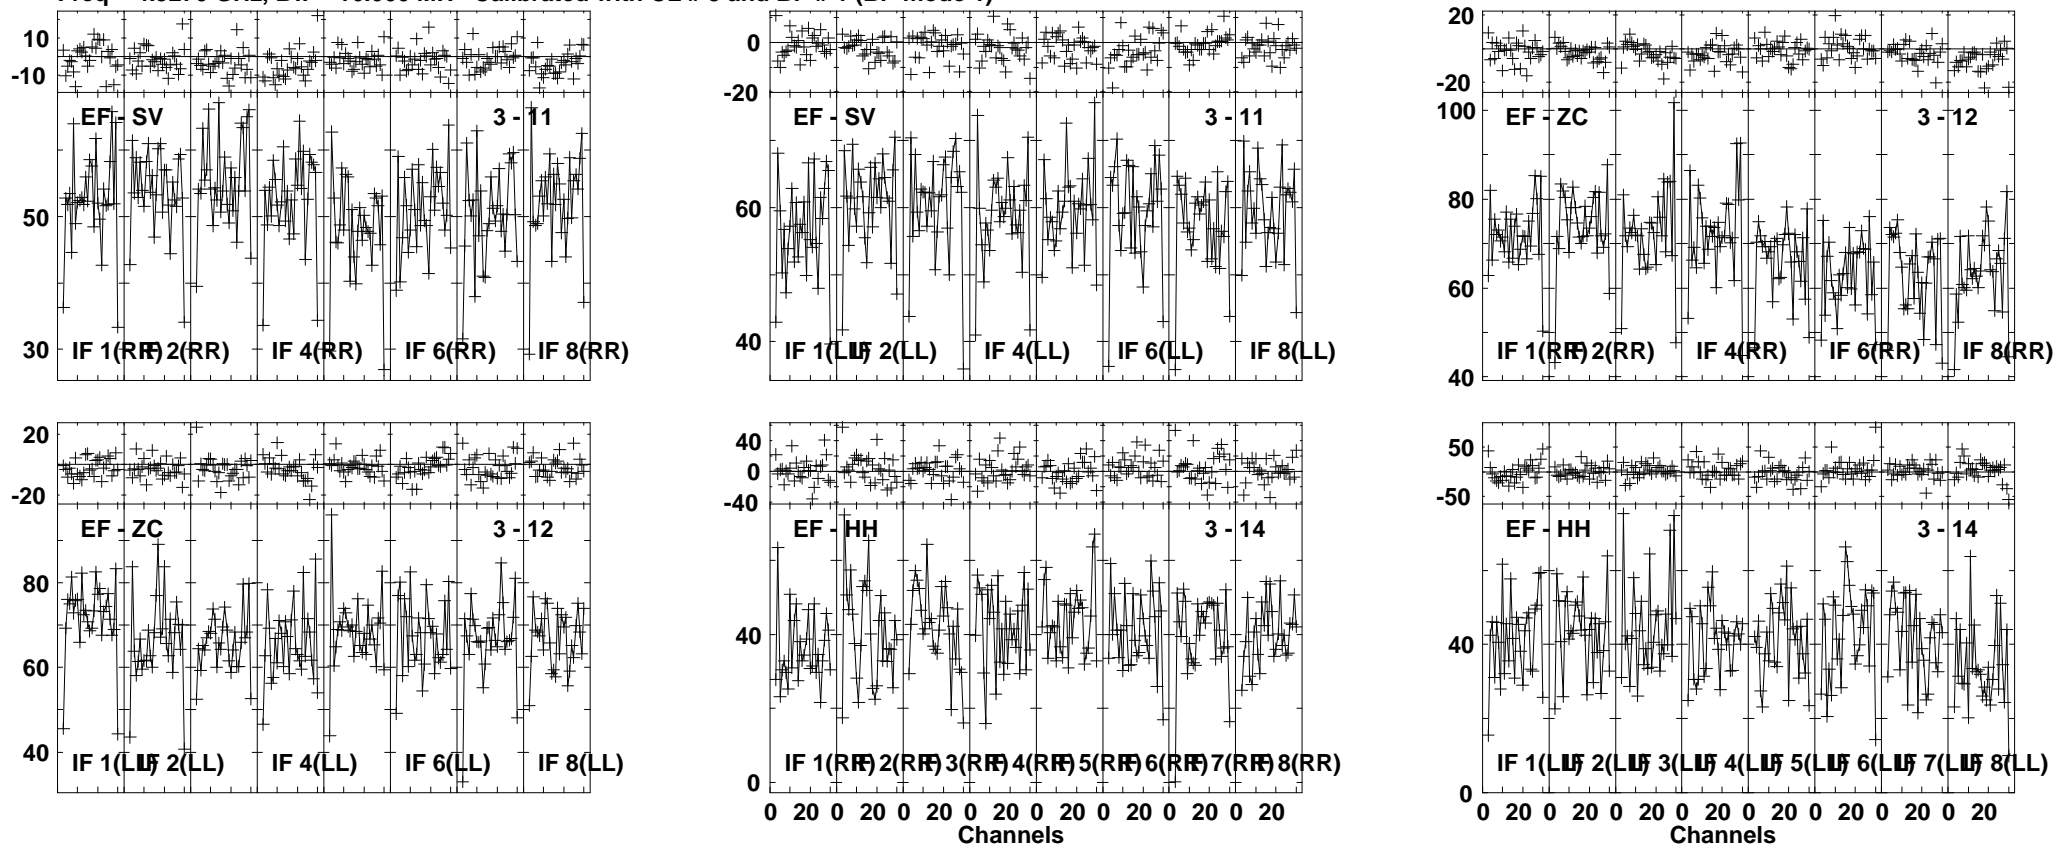 10
-10
EF - SV
3 - 11
50
30
IF 1(RR)
IF 2(RR)
IF 4(RR)
IF 6(RR)
IF 8(RR)
0
-20
EF - SV
3 - 11
60
40
IF 1(LL)
IF 2(LL)
IF 4(LL)
IF 6(LL)
IF 8(LL)
20
-20
100
EF - ZC
3 - 12
80
60
40
IF 1(RR)
IF 2(RR)
IF 4(RR)
IF 6(RR)
IF 8(RR)
20
-20
EF - ZC
3 - 12
80
60
40
IF 1(LL)
IF 2(LL)
IF 4(LL)
IF 6(LL)
IF 8(LL)
40
0
-40
EF - HH
3 - 14
40
0
IF 1(RR)
IF 2(RR)
IF 3(RR)
IF 4(RR)
IF 5(RR)
IF 6(RR)
IF 7(RR)
IF 8(RR)
0 20 0 20 0 20 0 20 0 20 0 20 0 20 0 20
Channels
50
-50
EF - HH
3 - 14
40
0
IF 1(LL)
IF 2(LL)
IF 3(LL)
IF 4(LL)
IF 5(LL)
IF 6(LL)
IF 7(LL)
IF 8(LL)
0 20 0 20 0 20 0 20 0 20 0 20 0 20 0 20
Channels